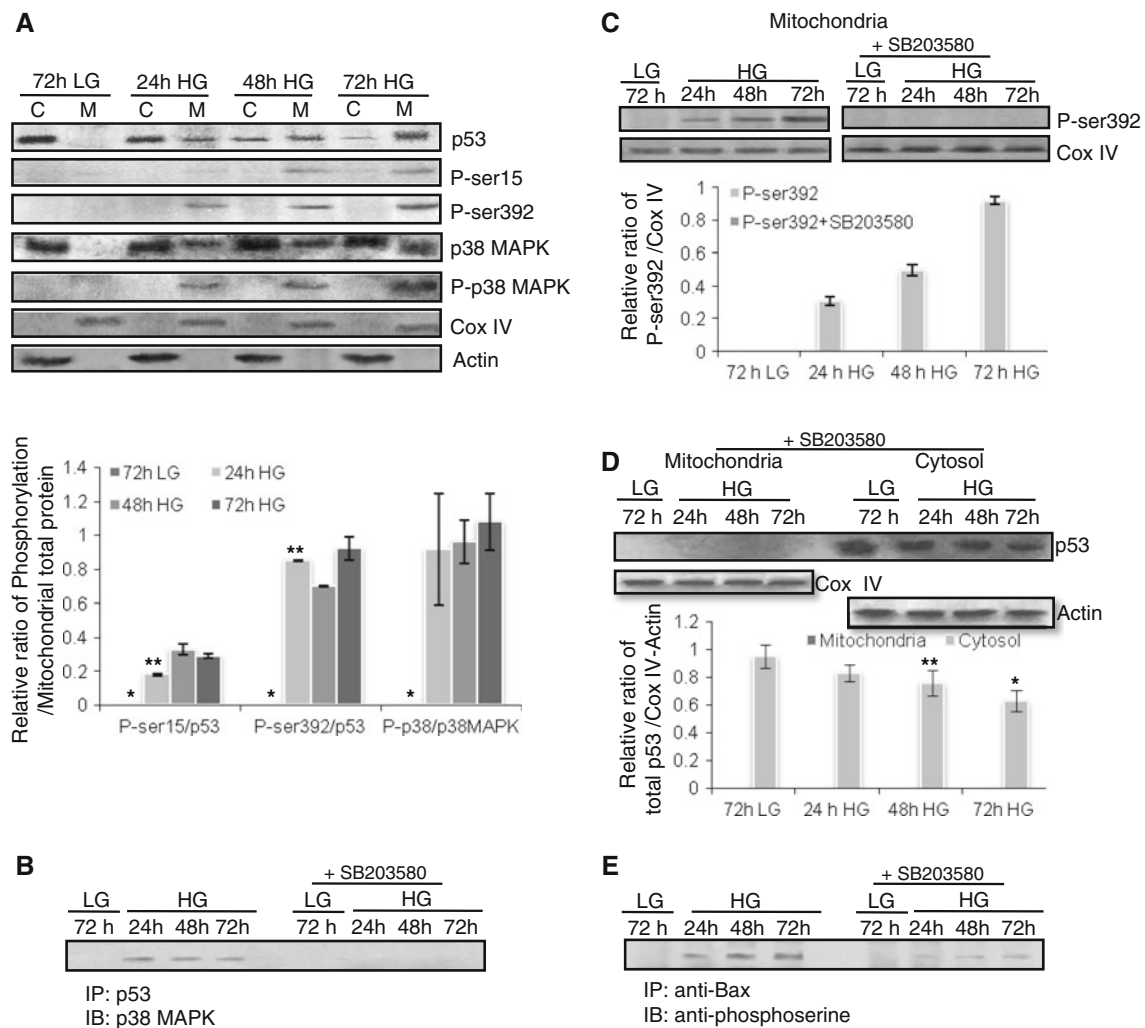 A
72h LG 24h HG 48h HG 72h HG
C M C M C M C M
p53
P-ser15
P-ser392
p38 MAPK
P-p38 MAPK
Cox IV
Actin
Relative ratio of Phosphorylation
/Mitochondrial total protein
1.4
1.2
1
0.8
0.6
0.4
0.2
0
72h LG 24h HG
48h HG 72h HG
* ** * ** *
P-ser15/p53 P-ser392/p53 P-p38/p38MAPK
B
+ SB203580
LG HG LG HG
72 h 24h 48h 72h 72 h 24h 48h 72h
IP: p53
IB: p38 MAPK
C
Mitochondria
+ SB203580
LG HG LG HG
72 h 24h 48h 72h 72 h 24h 48h 72h
P-ser392
Cox IV
Relative ratio of
P-ser392 /Cox IV
1
0.8
0.6
0.4
0.2
0
P-ser392
P-ser392+SB203580
72h LG 24h HG 48h HG 72h HG
D
+ SB203580
Mitochondria Cytosol
LG HG LG HG
72 h 24h 48h 72h 72 h 24h 48h 72h
p53
Cox IV
Actin
Relative ratio of
total p53 /Cox IV-Actin
1.2
1
0.8
0.6
0.4
0.2
0
Mitochondria Cytosol
** *
72h LG 24h HG 48h HG 72h HG
E
+ SB203580
LG HG LG HG
72 h 24h 48h 72h 72 h 24h 48h 72h
IP: anti-Bax
IB: anti-phosphoserine